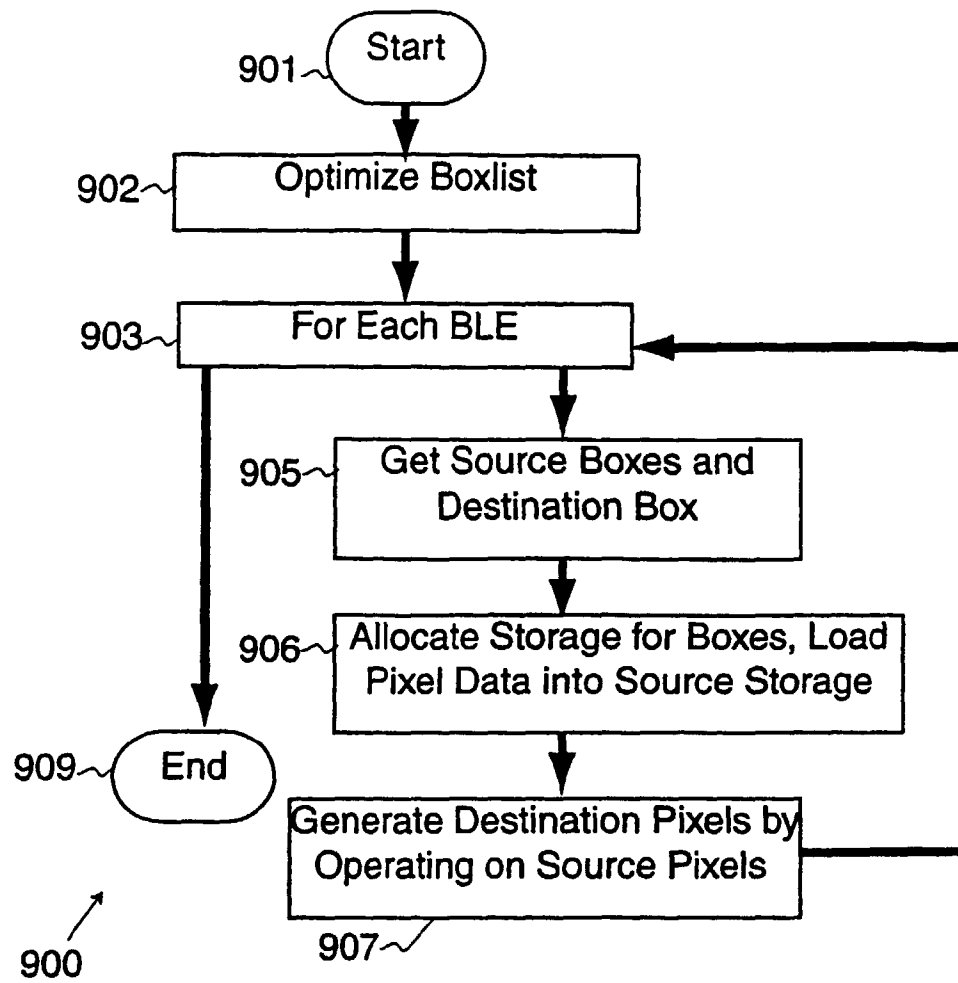 Start
901
Optimize Boxlist
902
For Each BLE
903
Get Source Boxes and
Destination Box
905
Allocate Storage for Boxes, Load
Pixel Data into Source Storage
906
End
909
Generate Destination Pixels by
Operating on Source Pixels
907
900